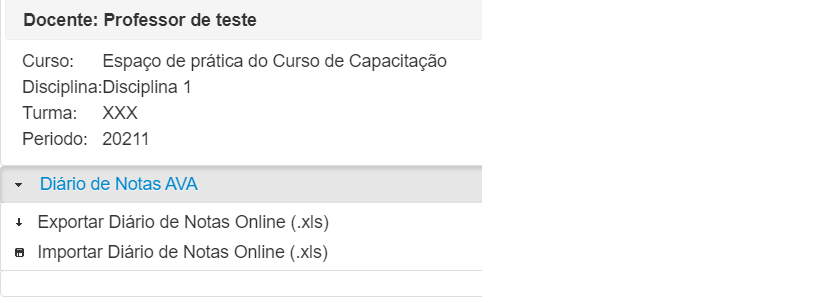 Docente: Professor de teste
Curso: Espaço de prática do Curso de Capacitação
Disciplina:Disciplina 1
Turma: XXX
Periodo: 20211
Diário de Notas AVA
Exportar Diário de Notas Online (.xls)
Importar Diário de Notas Online (.xls)